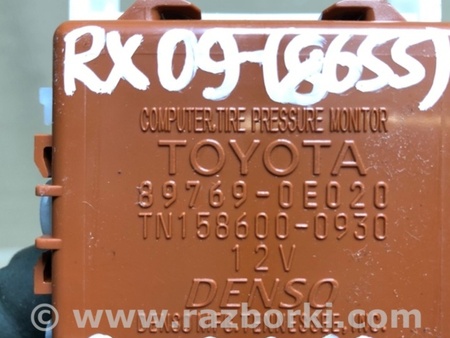 RX 09-(8655)
COMPUTER.TIRE PRESSURE MONITOR
TOYOTA
89769-0E020
TN158600-0930
12V
DENSO
© www.razborki.com